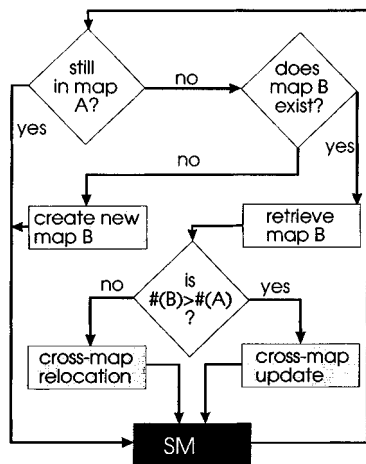 still
in map
A?
no
does
map B
exist?
yes
no
yes
create new
map B
retrieve
map B
no
is
#(B)>#(A)
?
yes
cross-map
relocation
cross-map
update
SM